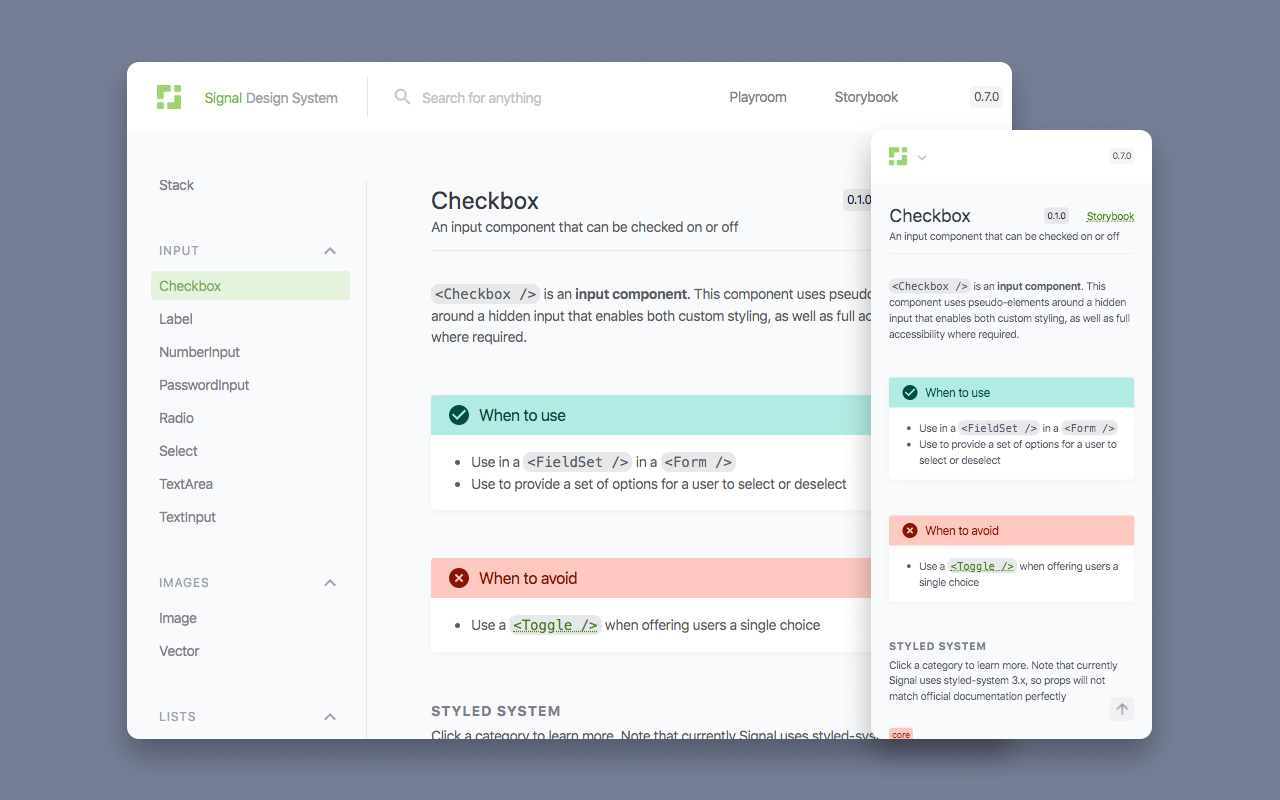 Signal Design System
Search for anything
Playroom
Storybook
0.7.0
Stack
INPUT
Checkbox
Label
NumberInput
PasswordInput
Radio
Select
TextArea
TextInput
IMAGES
Image
Vector
LISTS
Checkbox
0.1.0
An input component that can be checked on or off
<Checkbox /> is an input component. This component uses pseudo
around a hidden input that enables both custom styling, as well as full ac
where required.
When to use
• Use in a <FieldSet /> in a <Form />
• Use to provide a set of options for a user to select or deselect
When to avoid
• Use a <Toggle /> when offering users a single choice
STYLED SYSTEM
Click a category to learn more. Note that currently Signal uses styled-sys
0.7.0
Checkbox
0.1.0
Storybook
An input component that can be checked on or off
<Checkbox /> is an input component. This
component uses pseudo-elements around a hidden
input that enables both custom styling, as well as full
accessibility where required.
When to use
• Use in a <FieldSet /> in a <Form />
• Use to provide a set of options for a user to
select or deselect
When to avoid
• Use a <Toggle /> when offering users a
single choice
STYLED SYSTEM
Click a category to learn more. Note that currently
Signal uses styled-system 3.x, so props will not
match official documentation perfectly
core